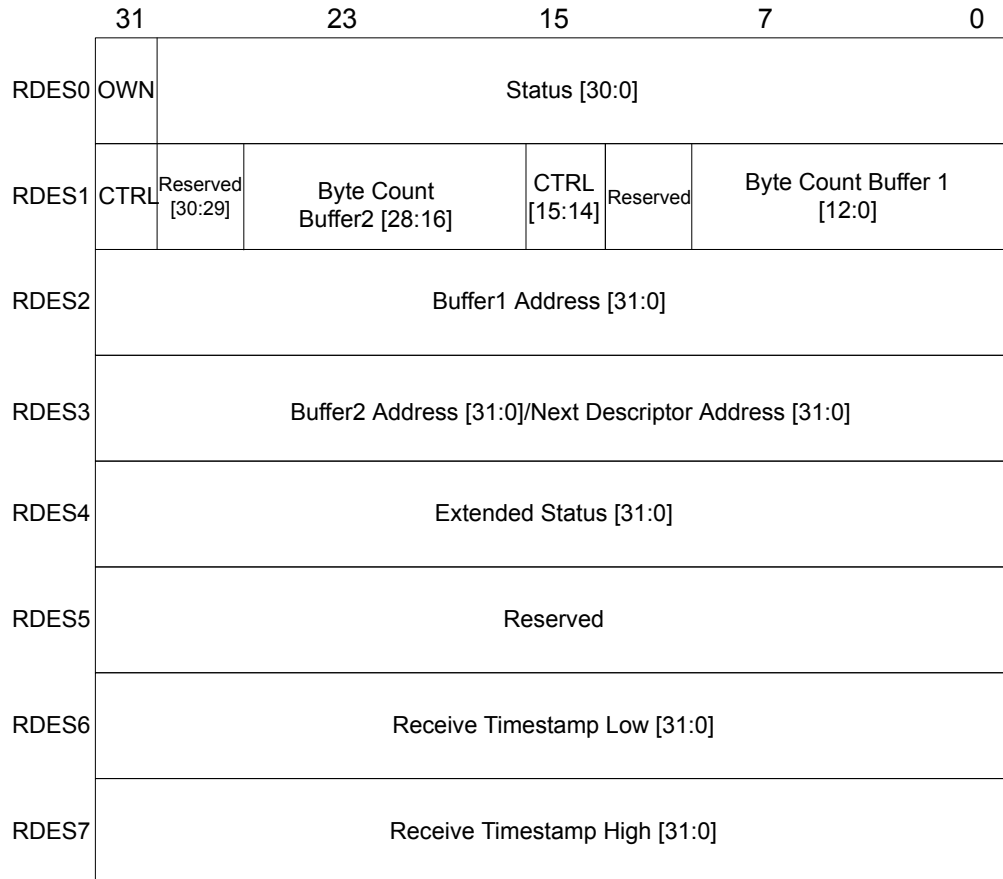 31 23 15 7 0
RDES0 OWN Status [30:0]
RDES1 CTRL Reserved [30:29] Byte Count Buffer2 [28:16] CTRL [15:14] Reserved Byte Count Buffer 1 [12:0]
RDES2 Buffer1 Address [31:0]
RDES3 Buffer2 Address [31:0]/Next Descriptor Address [31:0]
RDES4 Extended Status [31:0]
RDES5 Reserved
RDES6 Receive Timestamp Low [31:0]
RDES7 Receive Timestamp High [31:0]